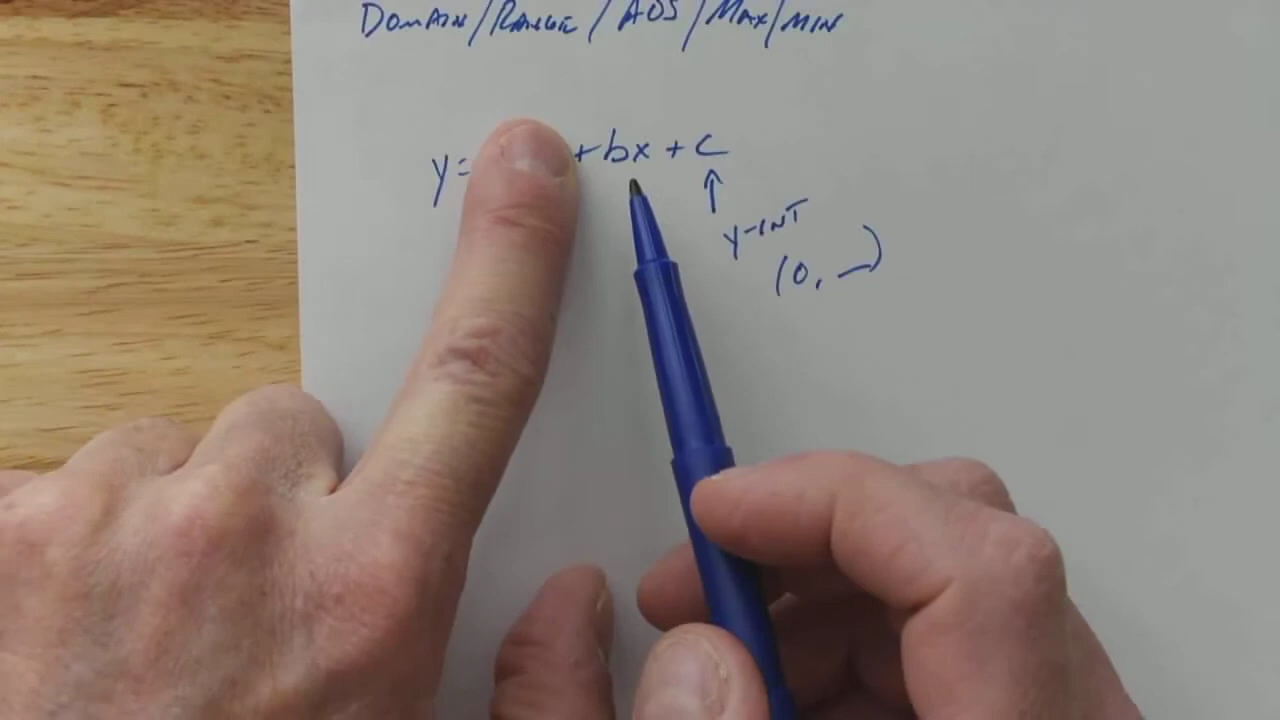 DOMAIN/RANGE/AOS/MAX/MIN
y= +bx+c
↑
y-INT
(0, _)